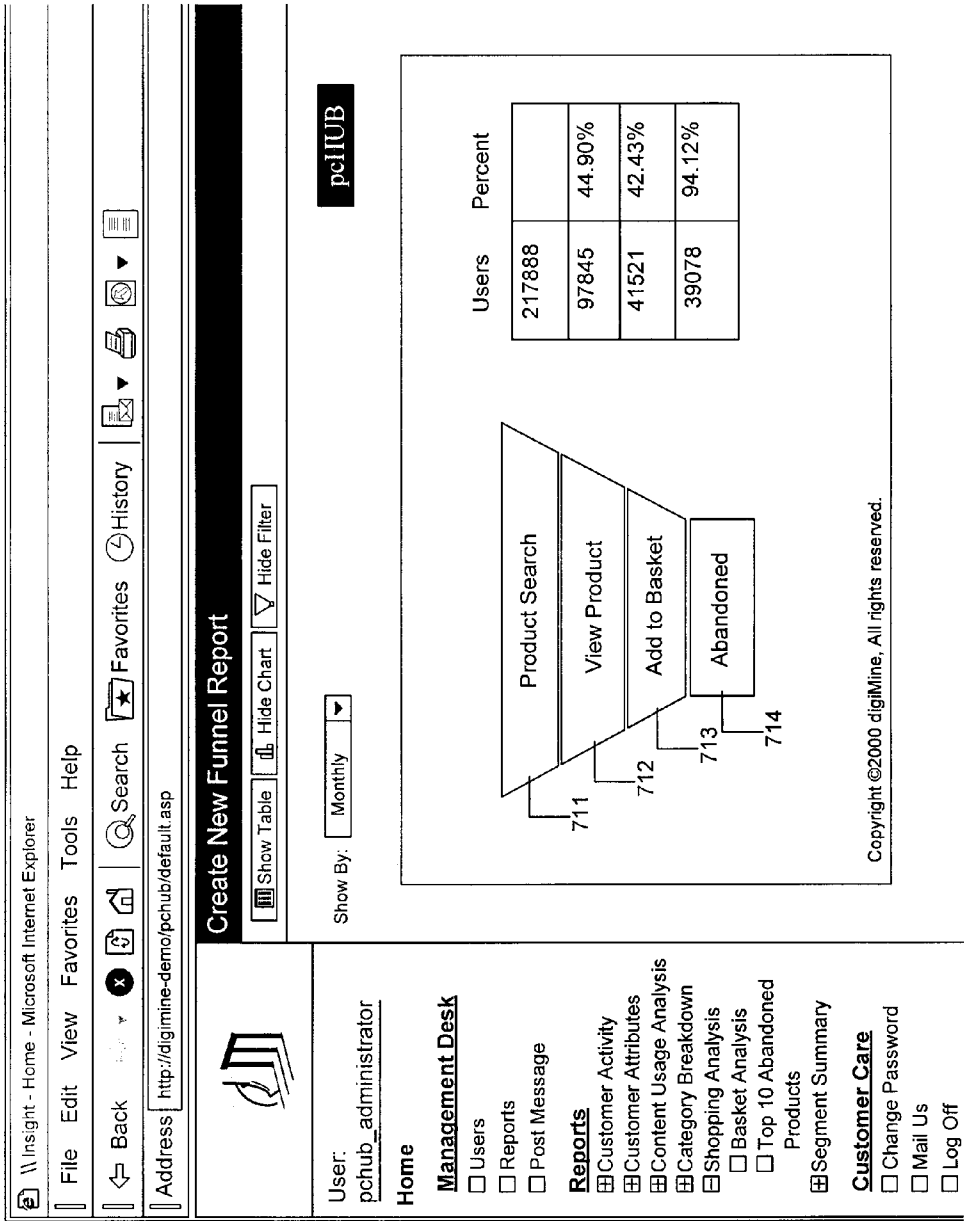 \\ Insight - Home - Microsoft Internet Explorer
File Edit View Favorites Tools Help
Back Search Favorites History
Address http://digimine-demo/pchub/default.asp
Create New Funnel Report
Show Table Hide Chart Hide Filter
User:
pchub_administrator
Home
Management Desk
Users
Reports
Post Message
Reports
Customer Activity
Customer Attributes
Content Usage Analysis
Category Breakdown
Shopping Analysis
Basket Analysis
Top 10 Abandoned
Products
Segment Summary
Customer Care
Change Password
Mail Us
Log Off
Show By: Monthly
pcHUB
Users Percent
Product Search 217888
View Product 97845 44.90%
Add to Basket 41521 42.43%
Abandoned 39078 94.12%
711
712
713
714
Copyright ©2000 digiMine, All rights reserved.